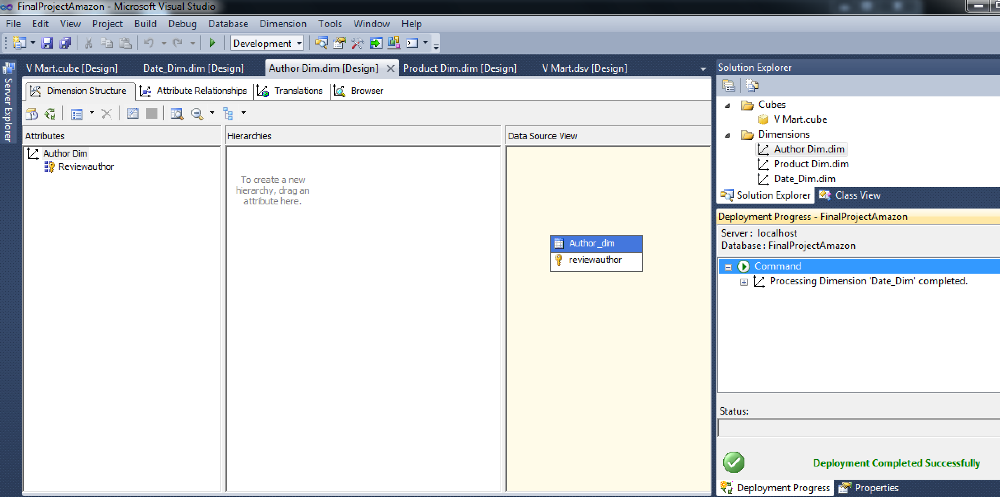 FinalProjectAmazon - Microsoft Visual Studio
File Edit View Project Build Debug Database Dimension Tools Window Help
Development
Server Explorer
V Mart.cube [Design] Date_Dim.dim [Design] Author Dim.dim [Design] Product Dim.dim [Design] V Mart.dsv [Design]
Dimension Structure Attribute Relationships Translations Browser
Attributes
Author Dim
Reviewauthor
Hierarchies
To create a new
hierarchy, drag an
attribute here.
Data Source View
Author_dim
reviewauthor
Solution Explorer
Cubes
V Mart.cube
Dimensions
Author Dim.dim
Product Dim.dim
Date_Dim.dim
Solution Explorer Class View
Deployment Progress - FinalProjectAmazon
Server : localhost
Database : FinalProjectAmazon
Command
Processing Dimension 'Date_Dim' completed.
Status:
Deployment Completed Successfully
Deployment Progress Properties